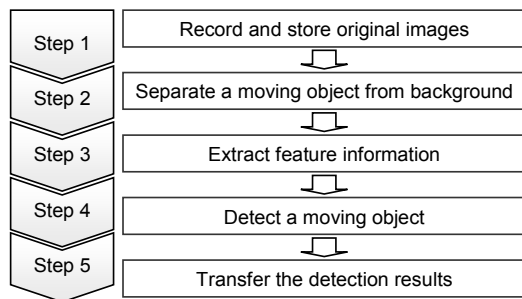 Step 1
Record and store original images
Step 2
Separate a moving object from background
Step 3
Extract feature information
Step 4
Detect a moving object
Step 5
Transfer the detection results